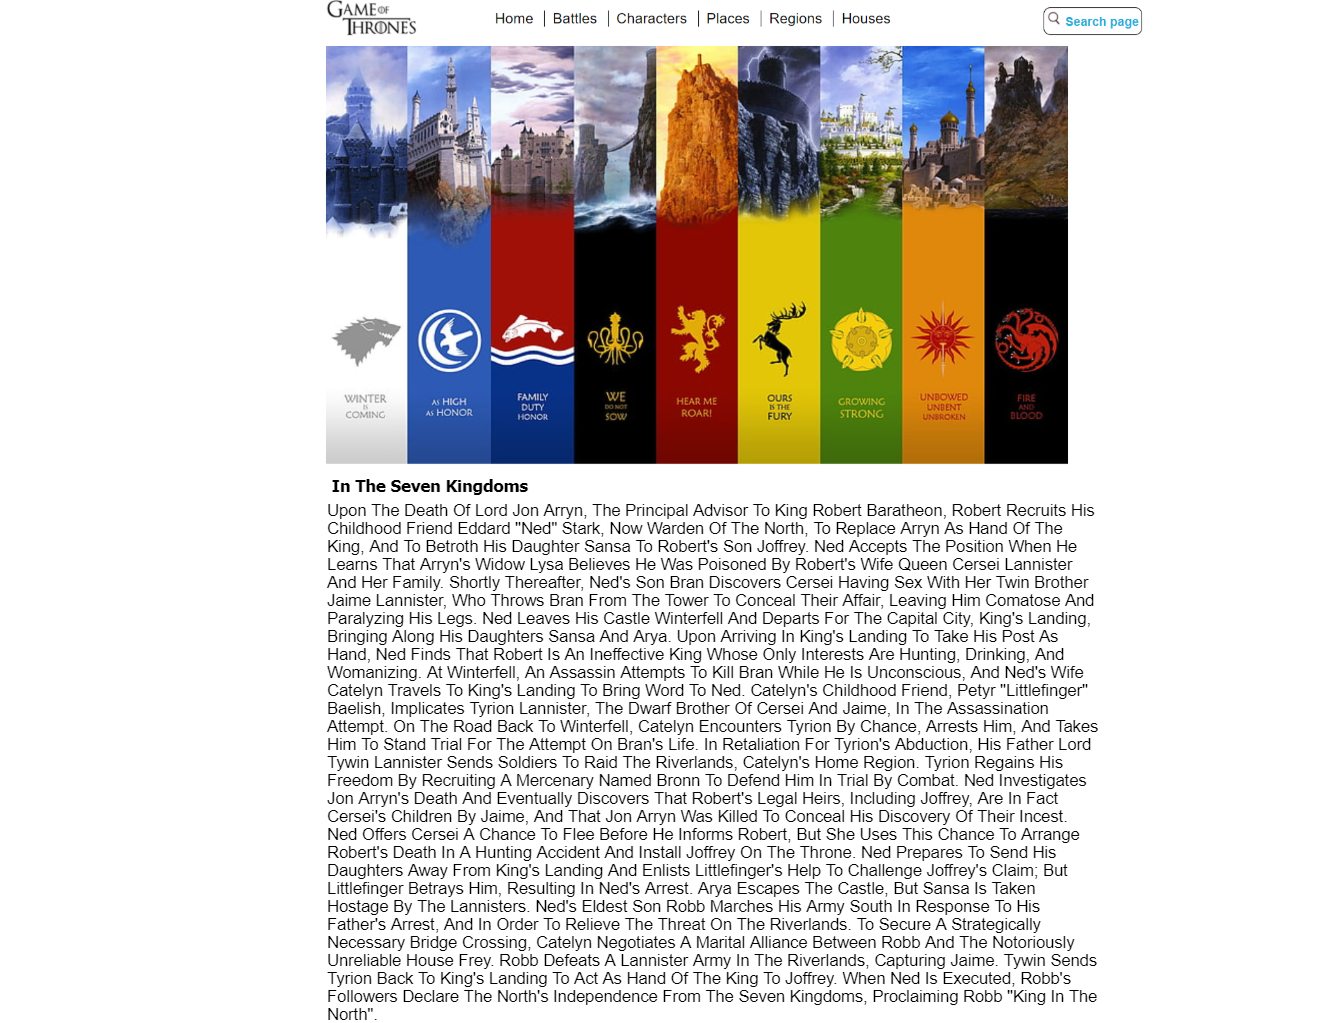 GAME OF
THRONES
Home | Battles | Characters | Places | Regions | Houses
Search page
WINTER
IS
COMING
AS HIGH
AS HONOR
FAMILY
DUTY
HONOR
WE
DO NOT
SOW
HEAR ME
ROAR!
OURS
IS THE
FURY
GROWING
STRONG
UNBOWED
UNBENT
UNBROKEN
FIRE
AND
BLOOD
In The Seven Kingdoms
Upon The Death Of Lord Jon Arryn, The Principal Advisor To King Robert Baratheon, Robert Recruits His
Childhood Friend Eddard "Ned" Stark, Now Warden Of The North, To Replace Arryn As Hand Of The
King, And To Betroth His Daughter Sansa To Robert's Son Joffrey. Ned Accepts The Position When He
Learns That Arryn's Widow Lysa Believes He Was Poisoned By Robert's Wife Queen Cersei Lannister
And Her Family. Shortly Thereafter, Ned's Son Bran Discovers Cersei Having Sex With Her Twin Brother
Jaime Lannister, Who Throws Bran From The Tower To Conceal Their Affair, Leaving Him Comatose And
Paralyzing His Legs. Ned Leaves His Castle Winterfell And Departs For The Capital City, King's Landing,
Bringing Along His Daughters Sansa And Arya. Upon Arriving In King's Landing To Take His Post As
Hand, Ned Finds That Robert Is An Ineffective King Whose Only Interests Are Hunting, Drinking, And
Womanizing. At Winterfell, An Assassin Attempts To Kill Bran While He Is Unconscious, And Ned's Wife
Catelyn Travels To King's Landing To Bring Word To Ned. Catelyn's Childhood Friend, Petyr "Littlefinger"
Baelish, Implicates Tyrion Lannister, The Dwarf Brother Of Cersei And Jaime, In The Assassination
Attempt. On The Road Back To Winterfell, Catelyn Encounters Tyrion By Chance, Arrests Him, And Takes
Him To Stand Trial For The Attempt On Bran's Life. In Retaliation For Tyrion's Abduction, His Father Lord
Tywin Lannister Sends Soldiers To Raid The Riverlands, Catelyn's Home Region. Tyrion Regains His
Freedom By Recruiting A Mercenary Named Bronn To Defend Him In Trial By Combat. Ned Investigates
Jon Arryn's Death And Eventually Discovers That Robert's Legal Heirs, Including Joffrey, Are In Fact
Cersei's Children By Jaime, And That Jon Arryn Was Killed To Conceal His Discovery Of Their Incest.
Ned Offers Cersei A Chance To Flee Before He Informs Robert, But She Uses This Chance To Arrange
Robert's Death In A Hunting Accident And Install Joffrey On The Throne. Ned Prepares To Send His
Daughters Away From King's Landing And Enlists Littlefinger's Help To Challenge Joffrey's Claim; But
Littlefinger Betrays Him, Resulting In Ned's Arrest. Arya Escapes The Castle, But Sansa Is Taken
Hostage By The Lannisters. Ned's Eldest Son Robb Marches His Army South In Response To His
Father's Arrest, And In Order To Relieve The Threat On The Riverlands. To Secure A Strategically
Necessary Bridge Crossing, Catelyn Negotiates A Marital Alliance Between Robb And The Notoriously
Unreliable House Frey. Robb Defeats A Lannister Army In The Riverlands, Capturing Jaime. Tywin Sends
Tyrion Back To King's Landing To Act As Hand Of The King To Joffrey. When Ned Is Executed, Robb's
Followers Declare The North's Independence From The Seven Kingdoms, Proclaiming Robb "King In The
North".